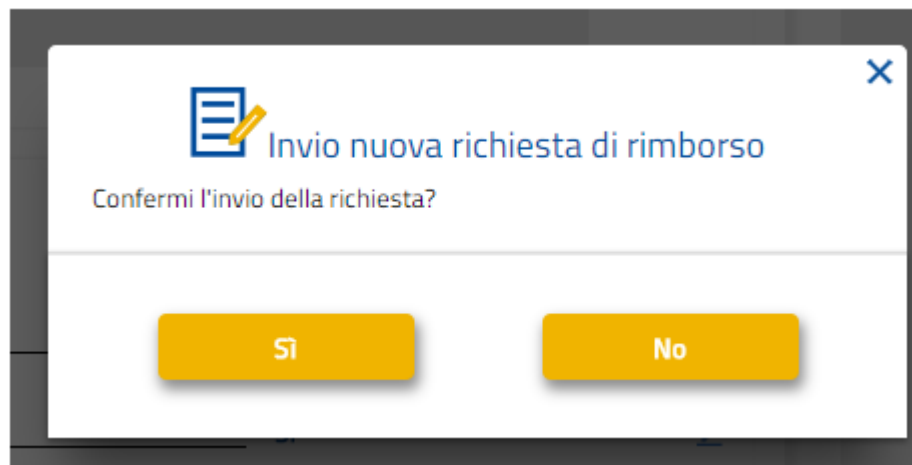 Invio nuova richiesta di rimborso
Confermi l'invio della richiesta?
Sì
No